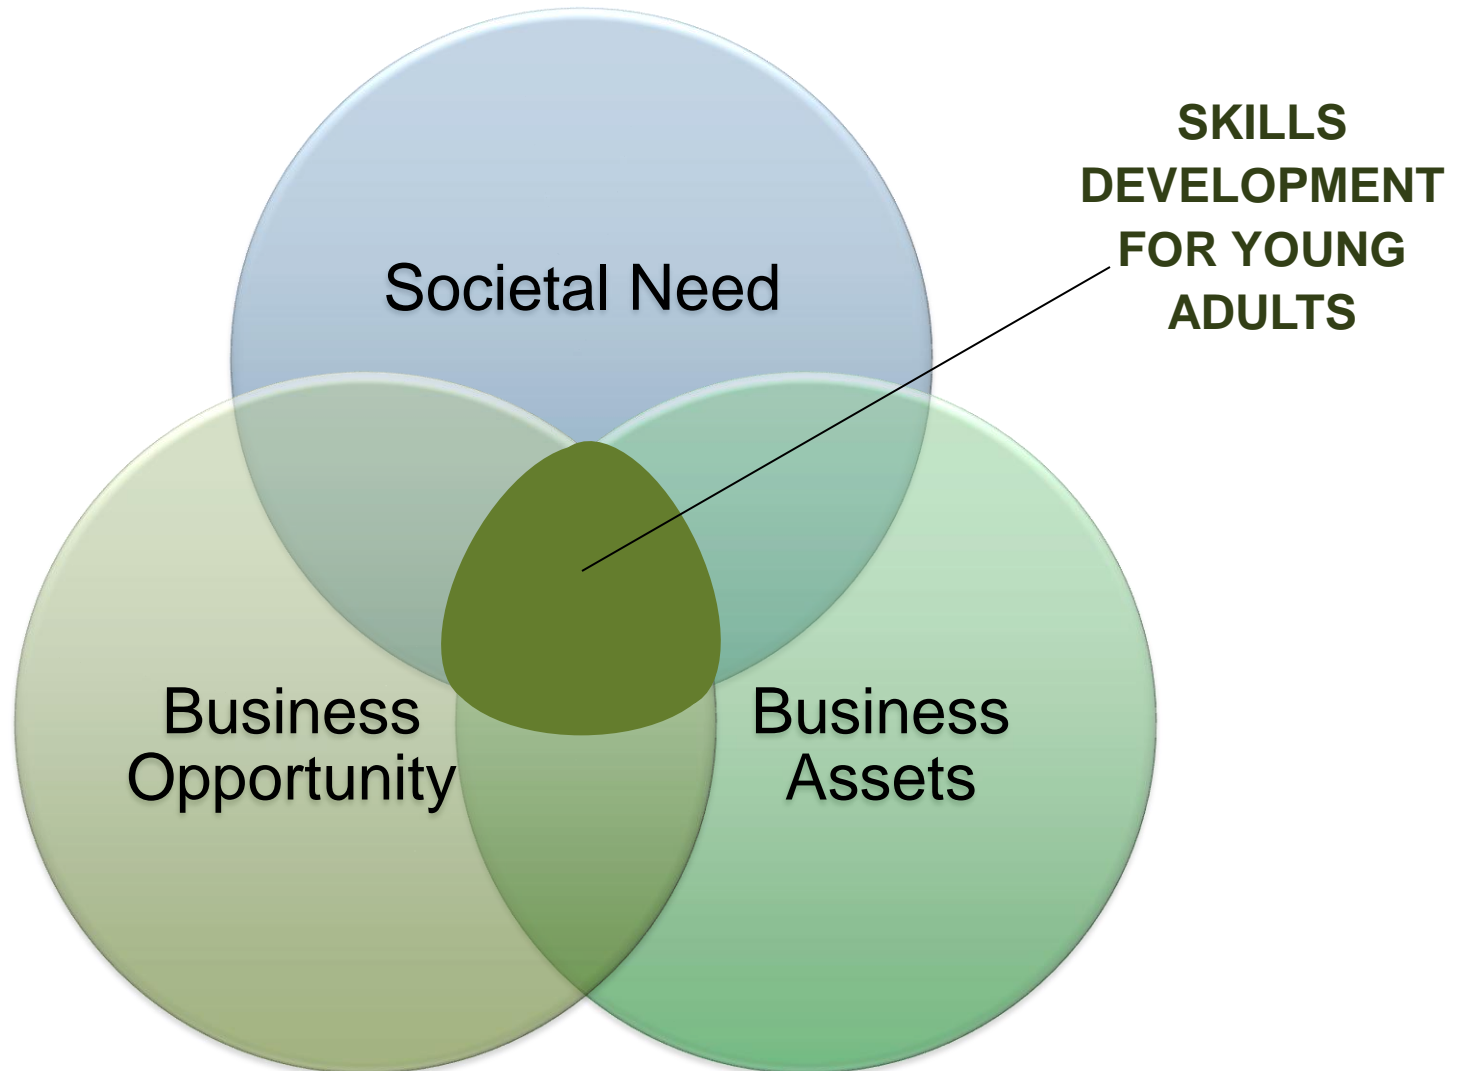 SKILLS
DEVELOPMENT
FOR YOUNG
ADULTS
Societal Need
Business
Opportunity
Business
Assets